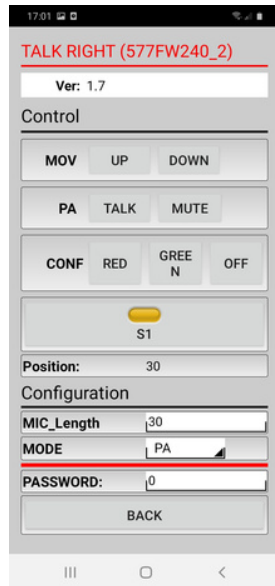 17:01
TALK RIGHT (577FW240_2)
Ver: 1.7
Control
MOV UP DOWN
PA TALK MUTE
CONF RED GREE OFF
N
S1
Position: 30
Configuration
MIC_Length 30
MODE PA
PASSWORD: 0
BACK